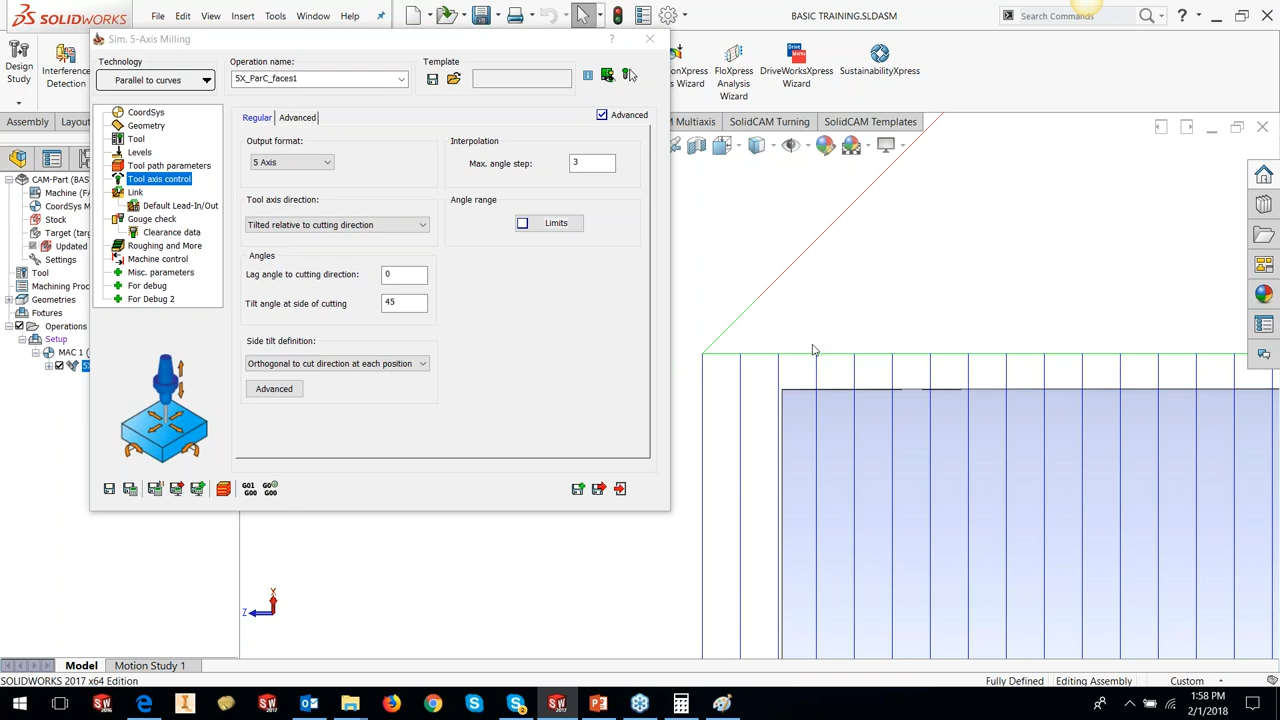 SOLIDWORKS
File
Edit
View
Insert
Tools
Window
Help
BASIC TRAINING.SLDASM
Search Commands
?
Design
Study
Interference
Detection
Sim. 5-Axis Milling
?
Technology
Operation name:
Template
Parallel to curves
5X_ParC_faces1
Wizard
FloXpress
Analysis
Wizard
DriveWorksXpress
Wizard
SustainabilityXpress
Assembly
SolidCAM Turning
SolidCAM Templates
CoordSys
Geometry
Tool
Levels
Tool path parameters
Tool axis control
Link
Default Lead-In/Out
Gouge check
Clearance data
Roughing and More
Machine control
Misc. parameters
For debug
For Debug 2
Regular
Advanced
Advanced
Output format:
5 Axis
Interpolation
Max. angle step:
3
Tool axis direction:
Tilted relative to cutting direction
Angle range
Limits
Angles
Lag angle to cutting direction:
0
Tilt angle at side of cutting
45
Side tilt definition:
Orthogonal to cut direction at each position
Advanced
G01
G00
G00
G00
CAM-Part (BAS
Machine (FA
CoordSys M
Stock
Target (targ
Updated
Settings
Tool
Machining Proc
Geometries
Fixtures
Operations
Setup
MAC 1 (
X
Z
Model
Motion Study 1
SOLIDWORKS 2017 x64 Edition
Fully Defined
Editing Assembly
Custom
1:58 PM
2/1/2018